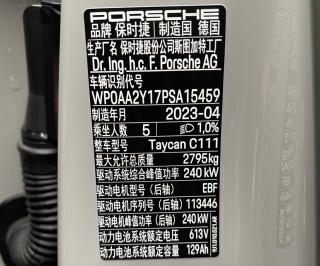 PORSCHE
品牌 保时捷 制造国 德国
生产厂名 保时捷股份公司斯图加特工厂
Dr. Ing. h.c. F. Porsche AG
车辆识别代号
WP0AA2Y17PSA15459
制造年月 2023-04
乘坐人数 5 1,0%
整车型号 Taycan C111
最大允许总质量 2795kg
驱动系统综合峰值功率 240 kW
驱动电机型号（后轴） EBF
驱动电机序列号（后轴） 113446
驱动电机峰值功率（后轴） 240 kW
动力电池系统额定电压 613V
动力电池系统额定容量 129Ah